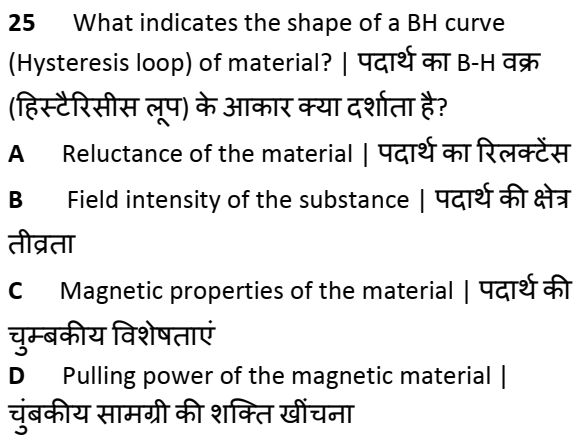 25 What indicates the shape of a BH curve
(Hysteresis loop) of material? | पदार्थ का B-H वक्र
(हिस्टैरिसीस लूप) के आकार क्या दर्शाता है?
A Reluctance of the material | पदार्थ का रिलक्टेंस
B Field intensity of the substance | पदार्थ की क्षेत्र
तीव्रता
C Magnetic properties of the material | पदार्थ की
चुम्बकीय विशेषताएं
D Pulling power of the magnetic material |
चुंबकीय सामग्री की शक्ति खींचना